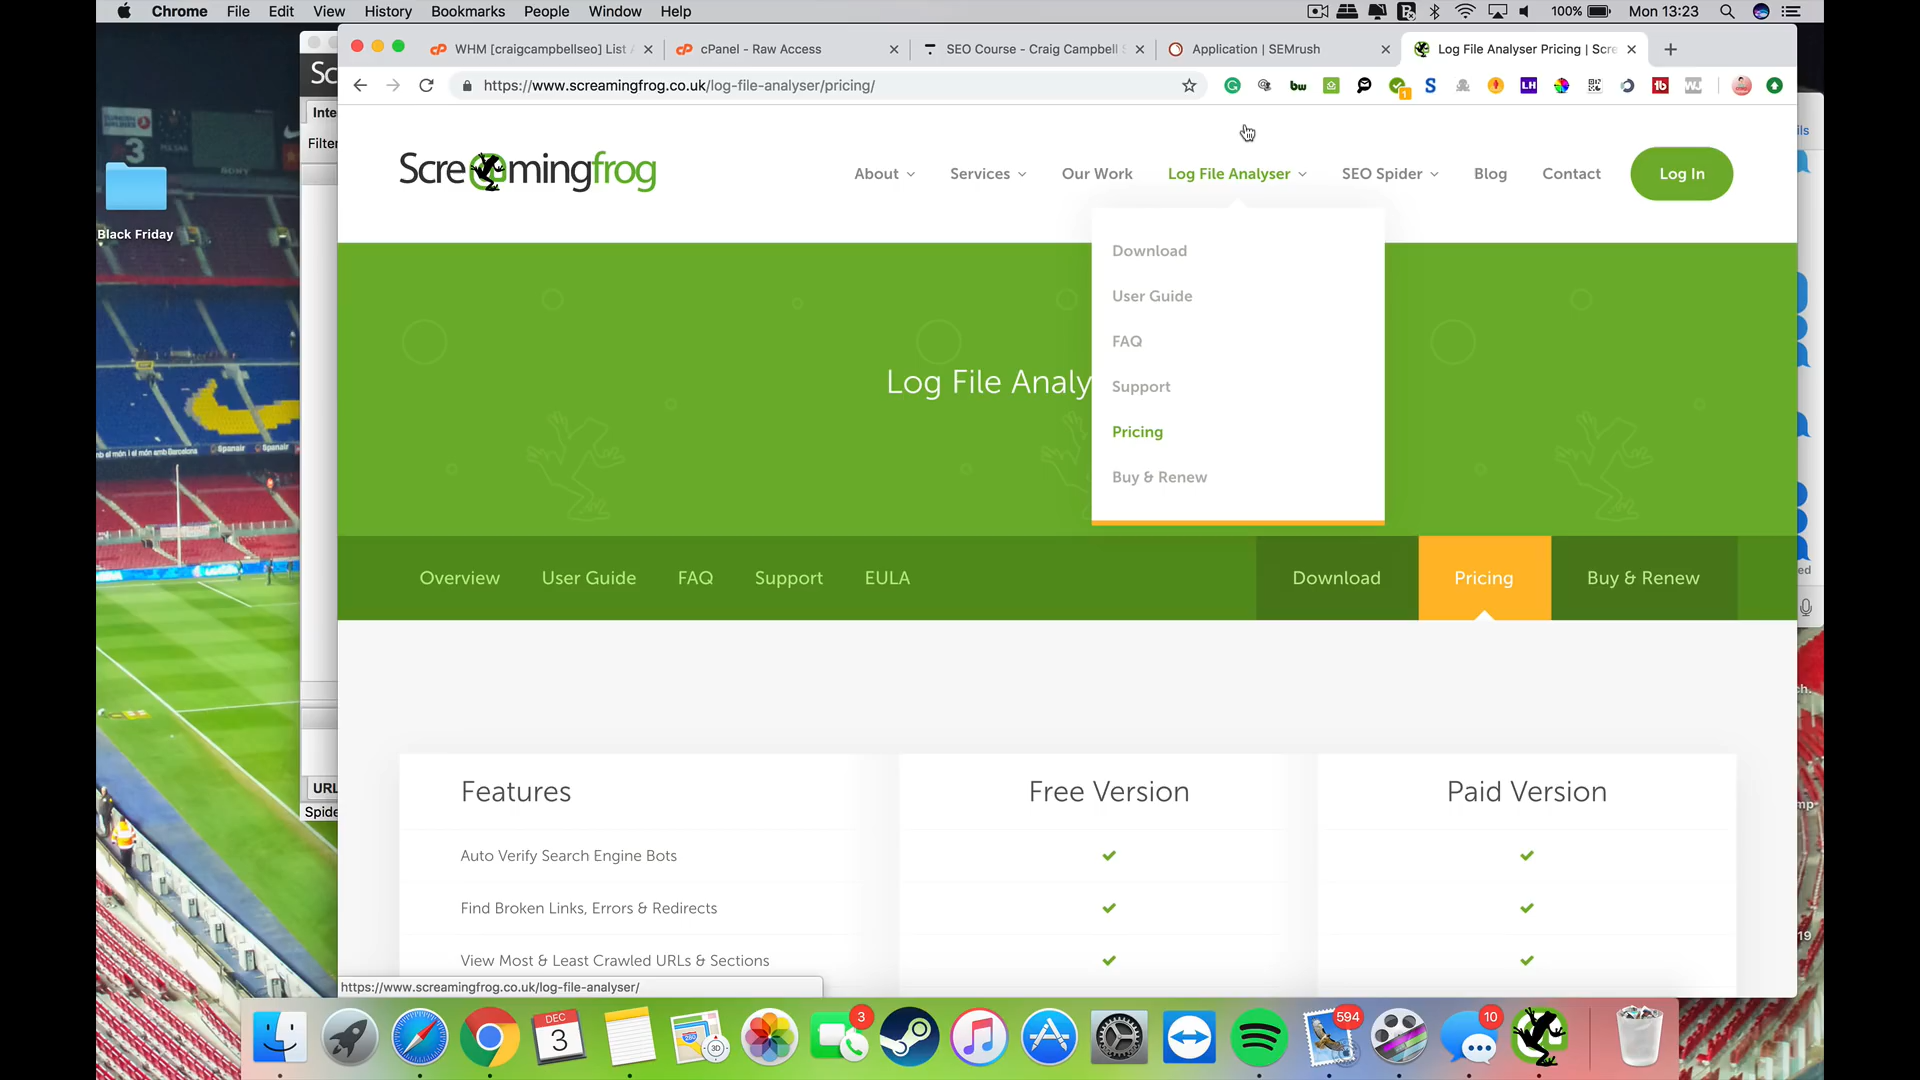 Chrome File Edit View History Bookmarks People Window Help
100% Mon 13:23
WHM [craigcampbellseo] List
cPanel - Raw Access
SEO Course - Craig Campbell
Application | SEMrush
Log File Analyser Pricing | Scre
https://www.screamingfrog.co.uk/log-file-analyser/pricing/
Screamingfrog
About
Services
Our Work
Log File Analyser
SEO Spider
Blog
Contact
Log In
Download
User Guide
FAQ
Support
Pricing
Buy & Renew
Log File Analy
Overview User Guide FAQ Support EULA
Download Pricing Buy & Renew
Features Free Version Paid Version
Auto Verify Search Engine Bots
Find Broken Links, Errors & Redirects
View Most & Least Crawled URLs & Sections
https://www.screamingfrog.co.uk/log-file-analyser/
Black Friday
Sc
Inte
Filter
URL
Spide
DEC
3
3
594
10